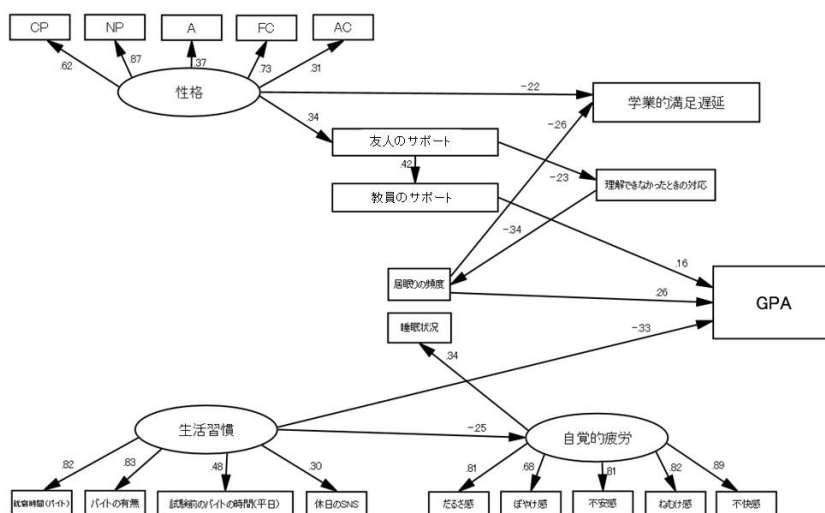 CP NP A FC AC
.62 .87 .37 .73 .31
性格
-.22
学業的満足遅延
.34
-.26
友人のサポート
.42
-.23
理解できなかったときの対応
教員のサポート
-.34
.16
居眠りの頻度
.26
GPA
睡眠状況
-.33
.34
生活習慣
-.25
自覚的疲労
.82 .83 .48 .30
.81 .68 .81 .82 .89
就寝時間(バイト) バイトの有無 試験前のバイトの時間(平日) 休日のSNS
だるさ感 ぼやけ感 不安感 ねむけ感 不快感